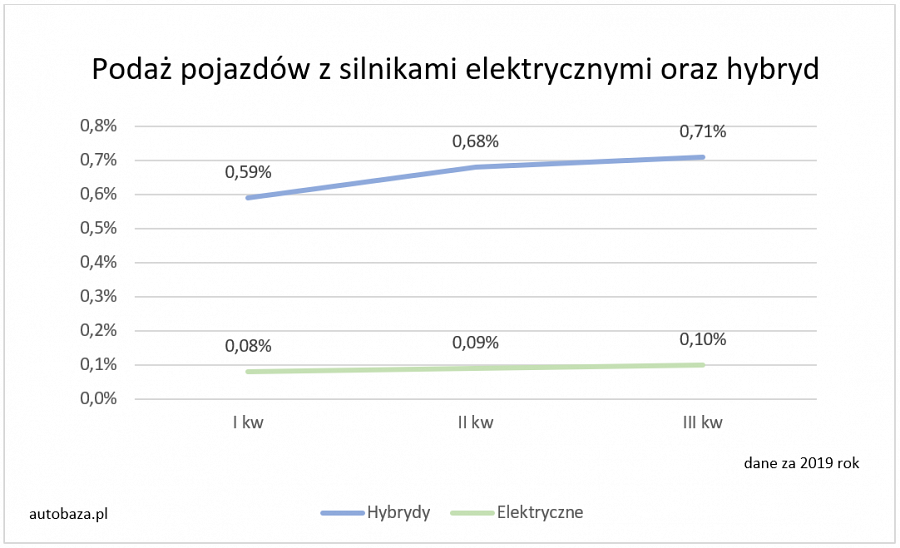 Podaż pojazdów z silnikami elektrycznymi oraz hybryd
0,8%
0,7%
0,6%
0,5%
0,4%
0,3%
0,2%
0,1%
0,0%
0,59%
0,68%
0,71%
0,08%
0,09%
0,10%
I kw
II kw
III kw
dane za 2019 rok
Hybrydy
Elektryczne
autobaza.pl